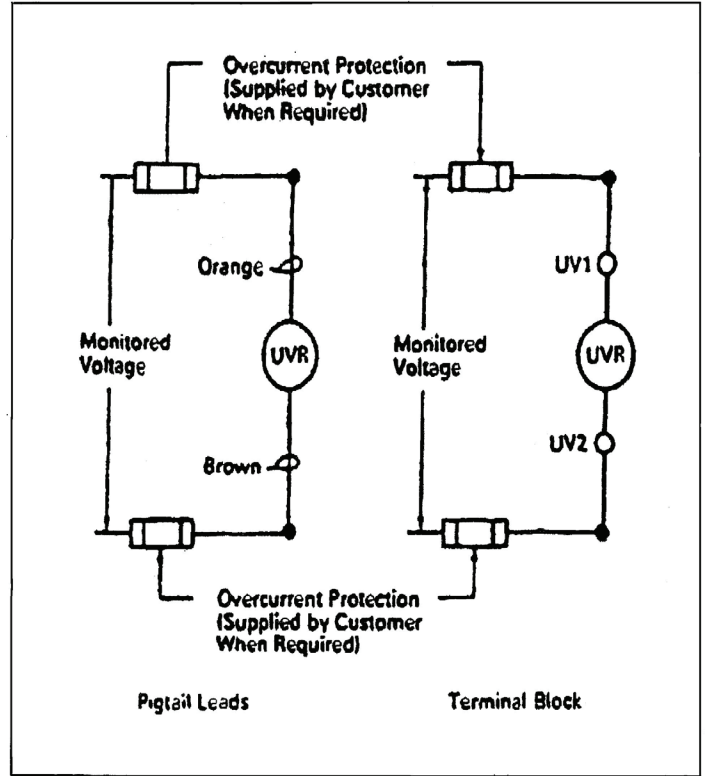 Overcurrent Protection
(Supplied by Customer
When Required)
Orange
UV1
Monitored
Voltage
UVR
Monitored
Voltage
UVR
UV2
Brown
Overcurrent Protection
(Supplied by Customer
When Required)
Pigtail Leads
Terminal Block